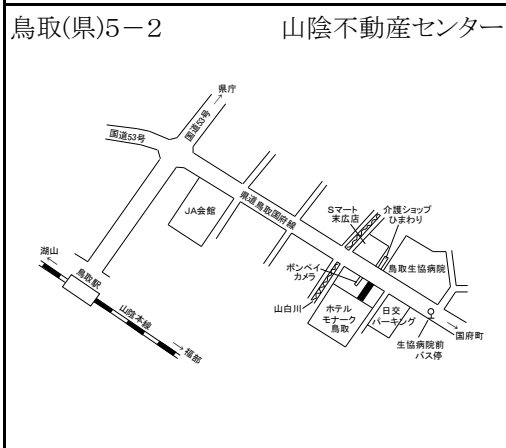 鳥取(県)5－2 山陰不動産センター
県庁
国道53号
国道53号
県道鳥取国府線
JA会館
Sマート
末広店
介護ショップ
ひまわり
鳥取生協病院
湖山
鳥取駅
ボンベイ
カメラ
山白川
ホテル
モナーク
鳥取
日交
パーキング
国府町
生協病院前
バス停
山陰本線
福部